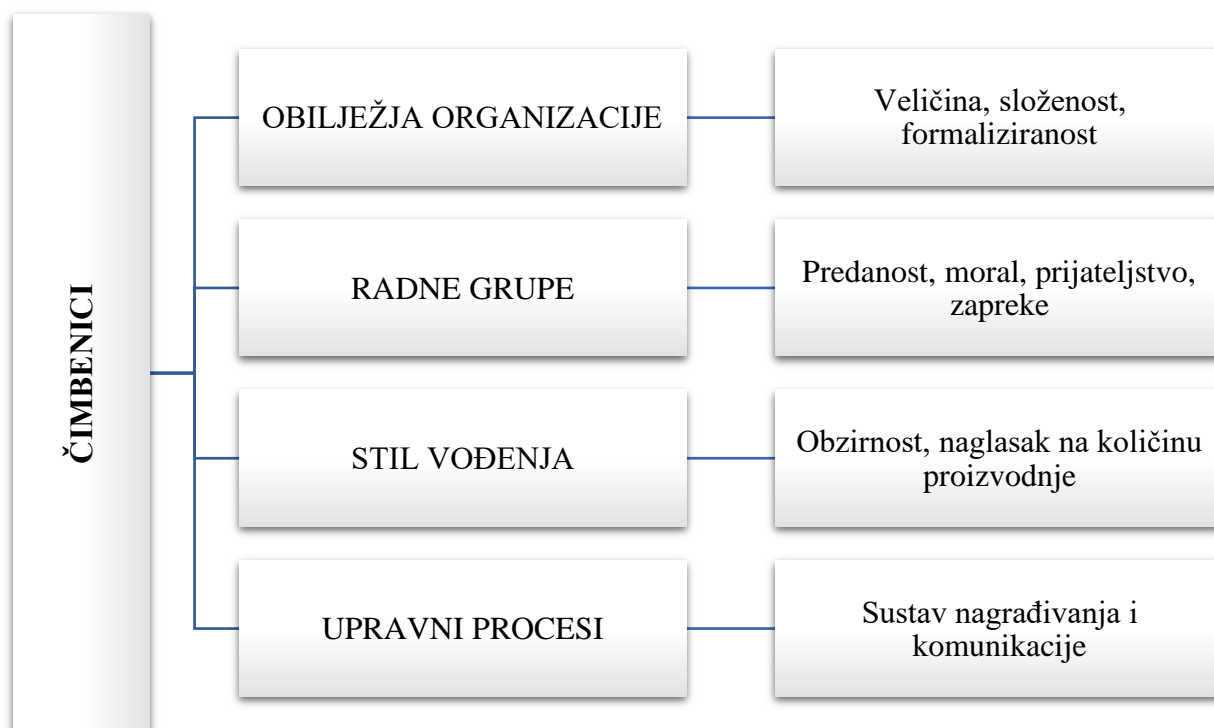 ČIMBENICI
OBILJEŽJA ORGANIZACIJE
Veličina, složenost,
formaliziranost
RADNE GRUPE
Predanost, moral, prijateljstvo,
zapreke
STIL VOĐENJA
Obzirnost, naglasak na količinu
proizvodnje
UPRAVNI PROCESI
Sustav nagrađivanja i
komunikacije